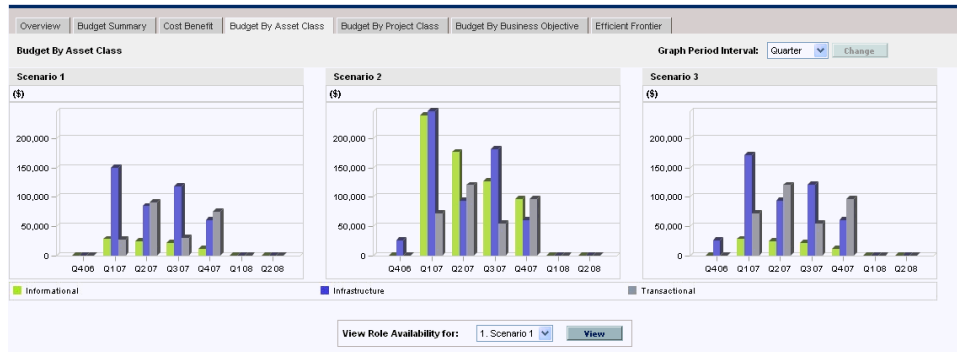 Overview Budget Summary Cost Benefit Budget By Asset Class Budget By Project Class Budget By Business Objective Efficient Frontier
Budget By Asset Class Graph Period Interval: Quarter Change
Scenario 1 Scenario 2 Scenario 3
($) ($) ($)
200,000 200,000 200,000
150,000 150,000 150,000
100,000 100,000 100,000
50,000 50,000 50,000
0 0 0
Q4 06 Q1 07 Q2 07 Q3 07 Q4 07 Q1 08 Q2 08 Q4 06 Q1 07 Q2 07 Q3 07 Q4 07 Q1 08 Q2 08 Q4 06 Q1 07 Q2 07 Q3 07 Q4 07 Q1 08 Q2 08
Informational Infrastructure Transactional
View Role Availability for: 1. Scenario 1 View